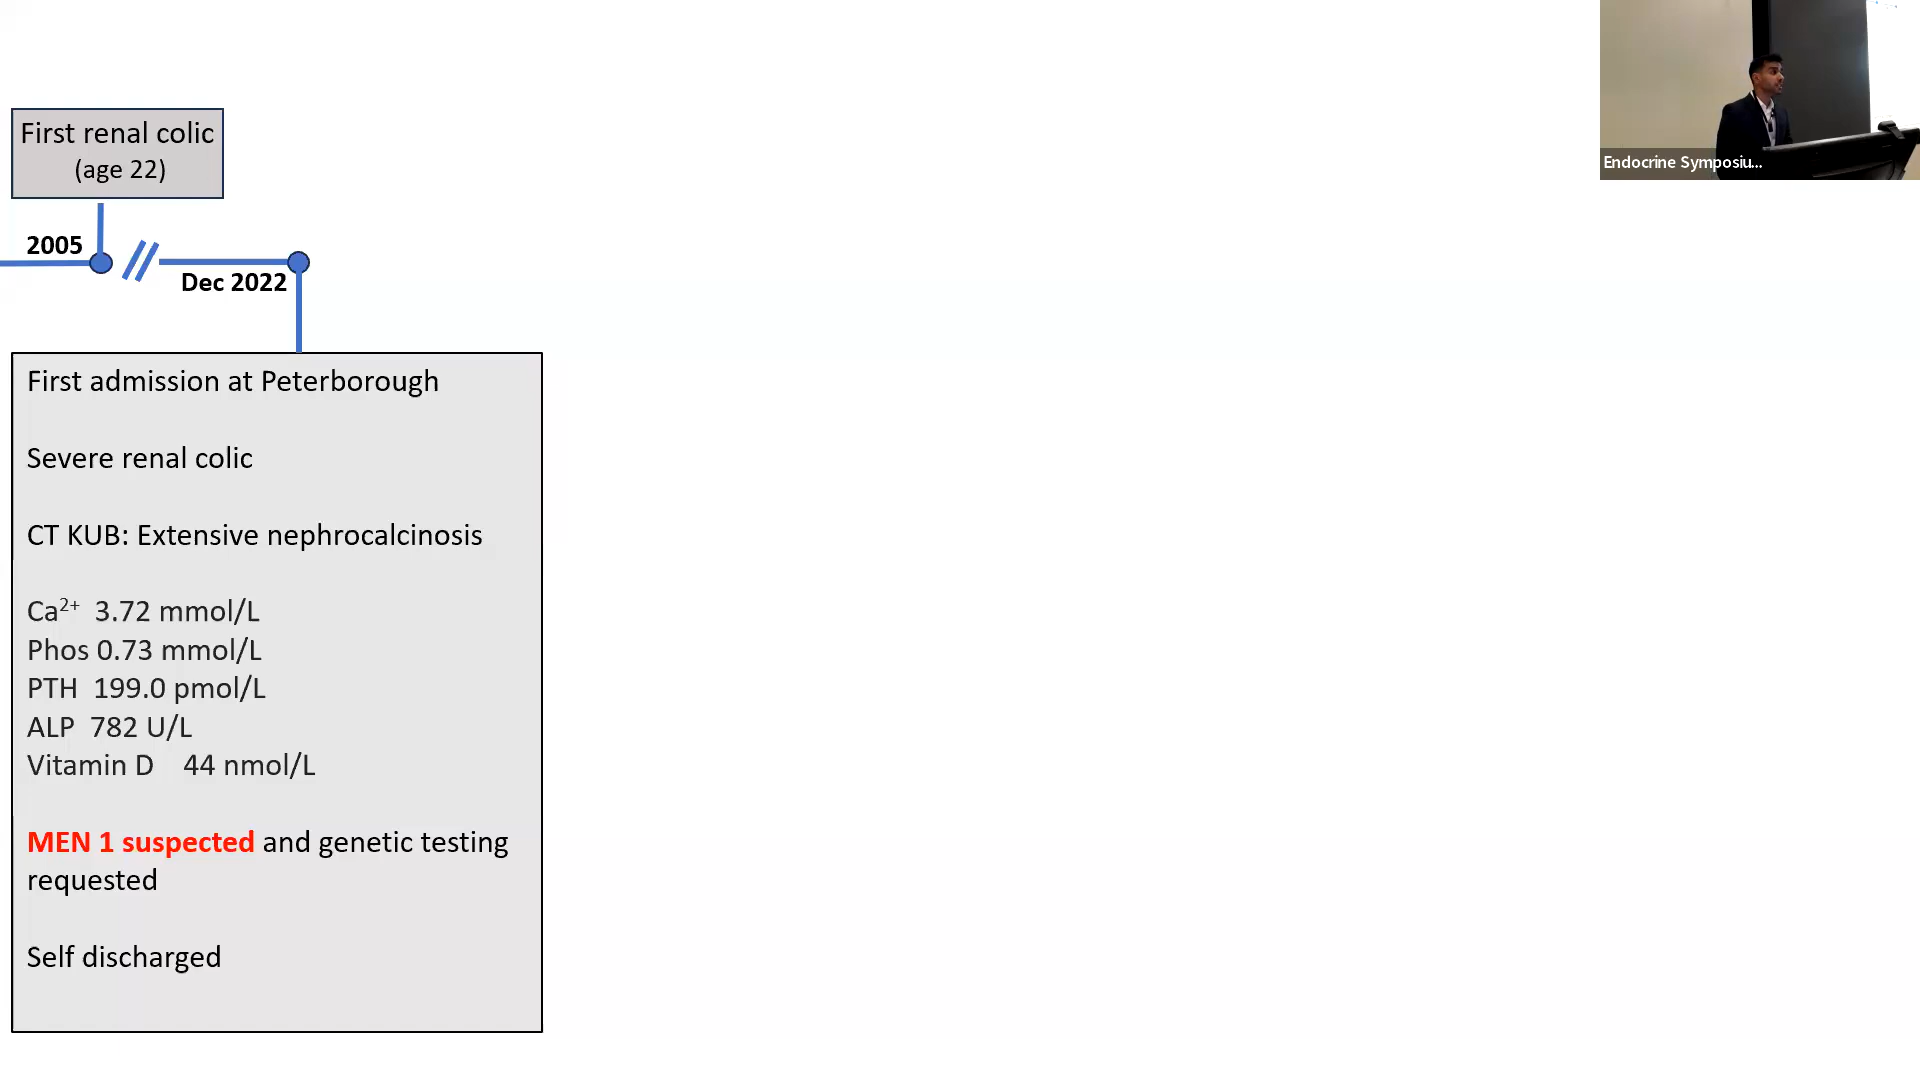 First renal colic
(age 22)
2005
Dec 2022
First admission at Peterborough
Severe renal colic
CT KUB: Extensive nephrocalcinosis
Ca²⁺ 3.72 mmol/L
Phos 0.73 mmol/L
PTH 199.0 pmol/L
ALP 782 U/L
Vitamin D 44 nmol/L
MEN 1 suspected and genetic testing
requested
Self discharged
Endocrine Symposiu...